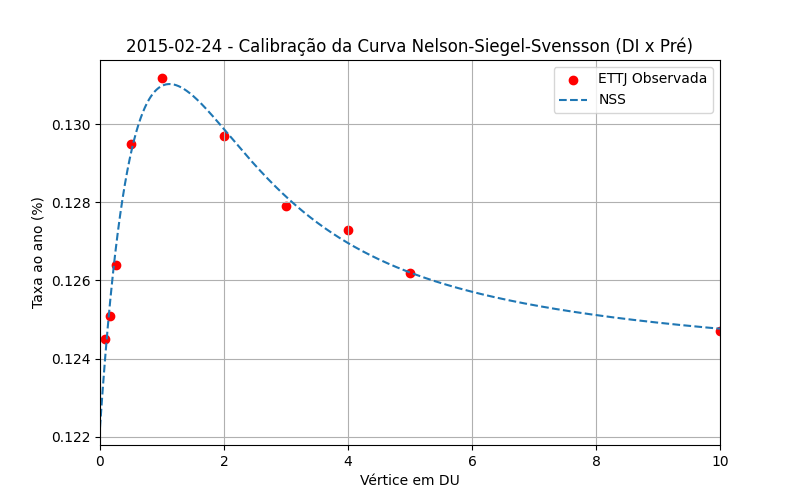 2015-02-24 - Calibração da Curva Nelson-Siegel-Svensson (DI x Pré)
ETTJ Observada
NSS
Taxa ao ano (%)
0.130
0.128
0.126
0.124
0.122
0 2 4 6 8 10
Vértice em DU